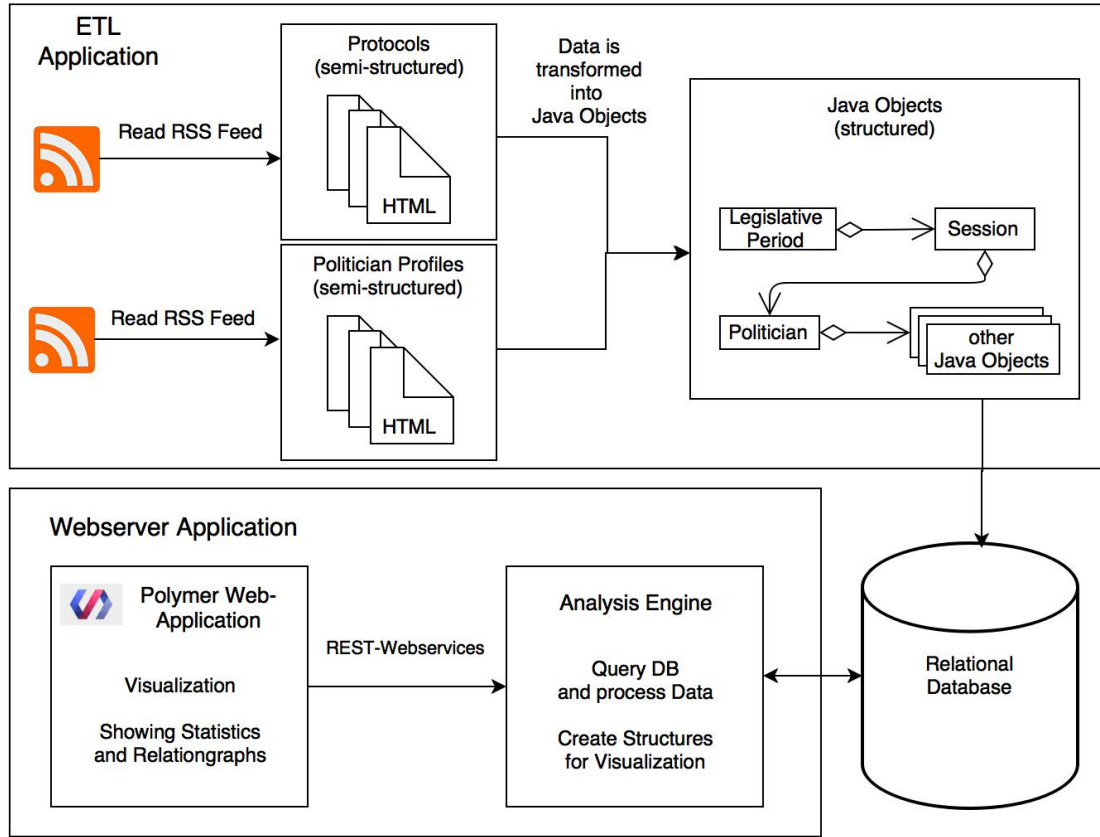 ETL
Application
Read RSS Feed
Protocols
(semi-structured)
HTML
Data is
transformed
into
Java Objects
Read RSS Feed
Politician Profiles
(semi-structured)
HTML
Java Objects
(structured)
Legislative
Period
Session
Politician
other
Java Objects
Webserver Application
Polymer Web-
Application
Visualization
Showing Statistics
and Relationgraphs
REST-Webservices
Analysis Engine
Query DB
and process Data
Create Structures
for Visualization
Relational
Database